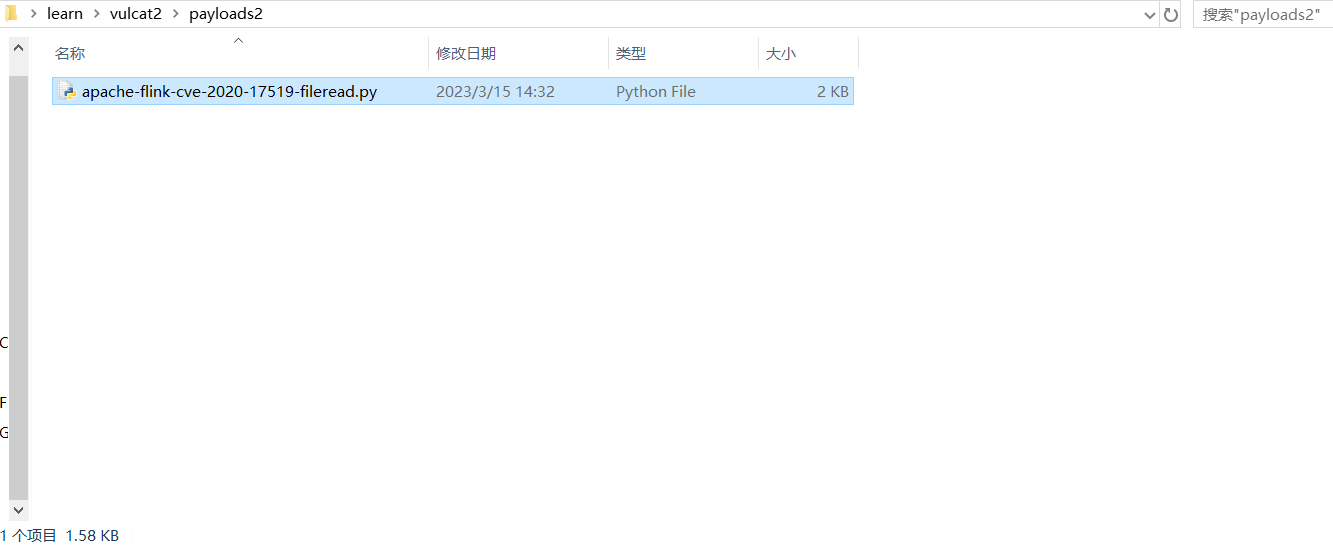 learn vulcat2 payloads2 搜索"payloads2"
名称 修改日期 类型 大小
apache-flink-cve-2020-17519-fileread.py 2023/3/15 14:32 Python File 2 KB
C
F
G
1 个项目 1.58 KB